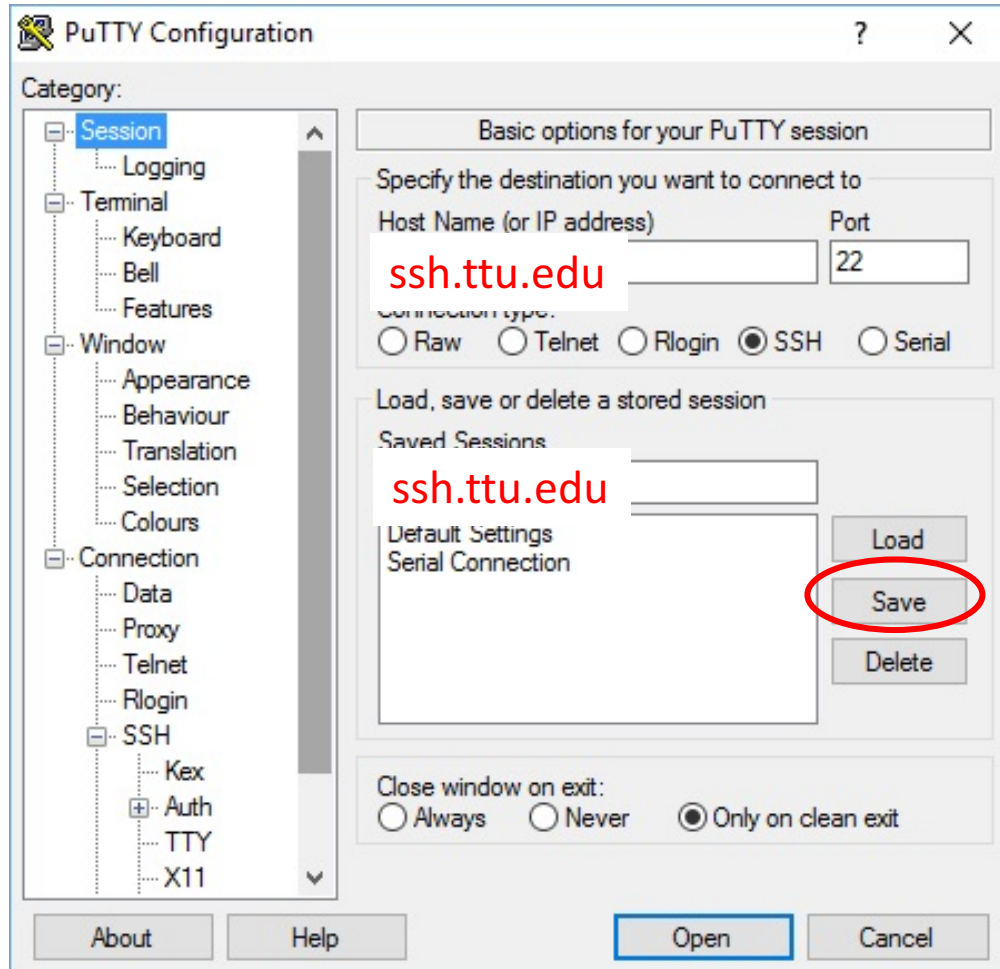 PuTTY Configuration ?
Category:
Session
Logging
Terminal
Keyboard
Bell
Features
Window
Appearance
Behaviour
Translation
Selection
Colours
Connection
Data
Proxy
Telnet
Rlogin
SSH
Kex
Auth
TTY
X11
Basic options for your PuTTY session
Specify the destination you want to connect to
Host Name (or IP address) Port
ssh.ttu.edu 22
Connection type:
Raw Telnet Rlogin SSH Serial
Load, save or delete a stored session
Saved Sessions
ssh.ttu.edu
Default Settings
Serial Connection
Load
Save
Delete
Close window on exit:
Always Never Only on clean exit
About Help Open Cancel